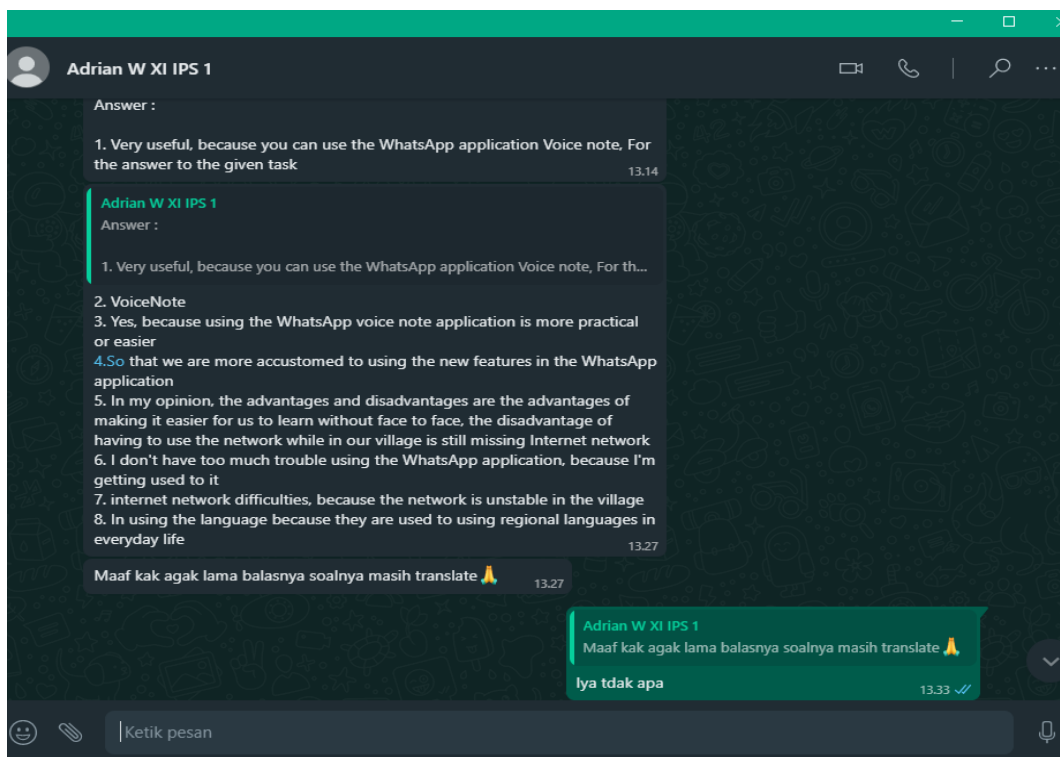 Adrian W XI IPS 1
Answer :
1. Very useful, because you can use the WhatsApp application Voice note, For
the answer to the given task
13.14
Adrian W XI IPS 1
Answer :
1. Very useful, because you can use the WhatsApp application Voice note, For th...
2. VoiceNote
3. Yes, because using the WhatsApp voice note application is more practical
or easier
4.So that we are more accustomed to using the new features in the WhatsApp
application
5. In my opinion, the advantages and disadvantages are the advantages of
making it easier for us to learn without face to face, the disadvantage of
having to use the network while in our village is still missing Internet network
6. I don't have too much trouble using the WhatsApp application, because I'm
getting used to it
7. internet network difficulties, because the network is unstable in the village
8. In using the language because they are used to using regional languages in
everyday life
13.27
Maaf kak agak lama balasnya soalnya masih translate 🙏
13.27
Adrian W XI IPS 1
Maaf kak agak lama balasnya soalnya masih translate 🙏
Iya tdak apa
13.33
Ketik pesan